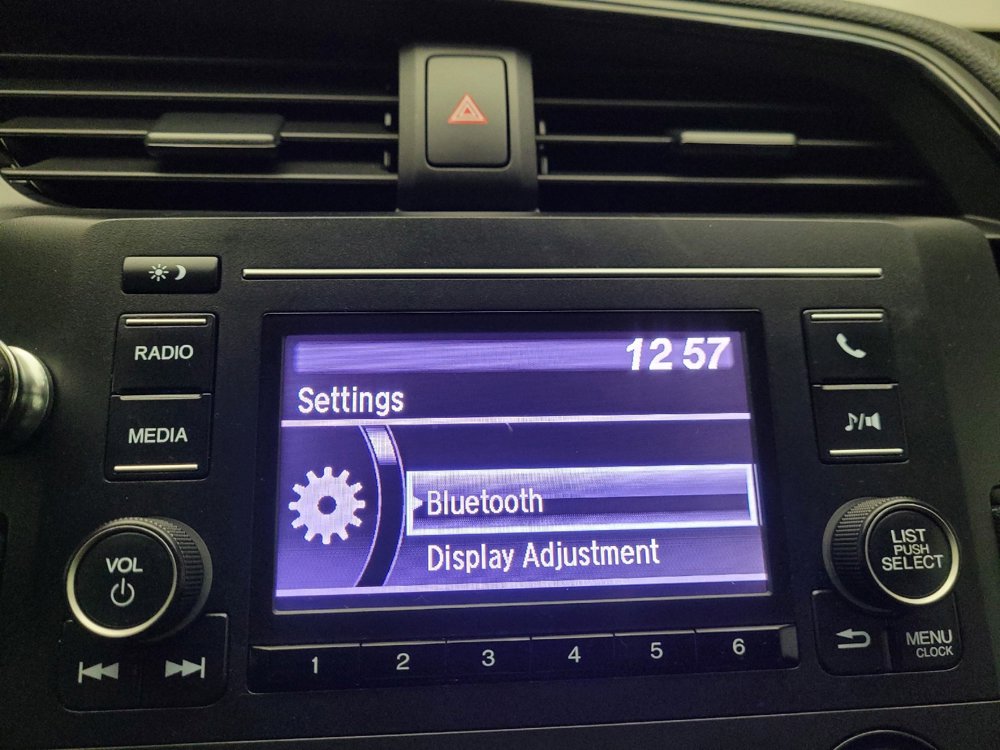 RADIO
MEDIA
VOL
12 57
Settings
Bluetooth
Display Adjustment
1 2 3 4 5 6
LIST
PUSH
SELECT
MENU
CLOCK